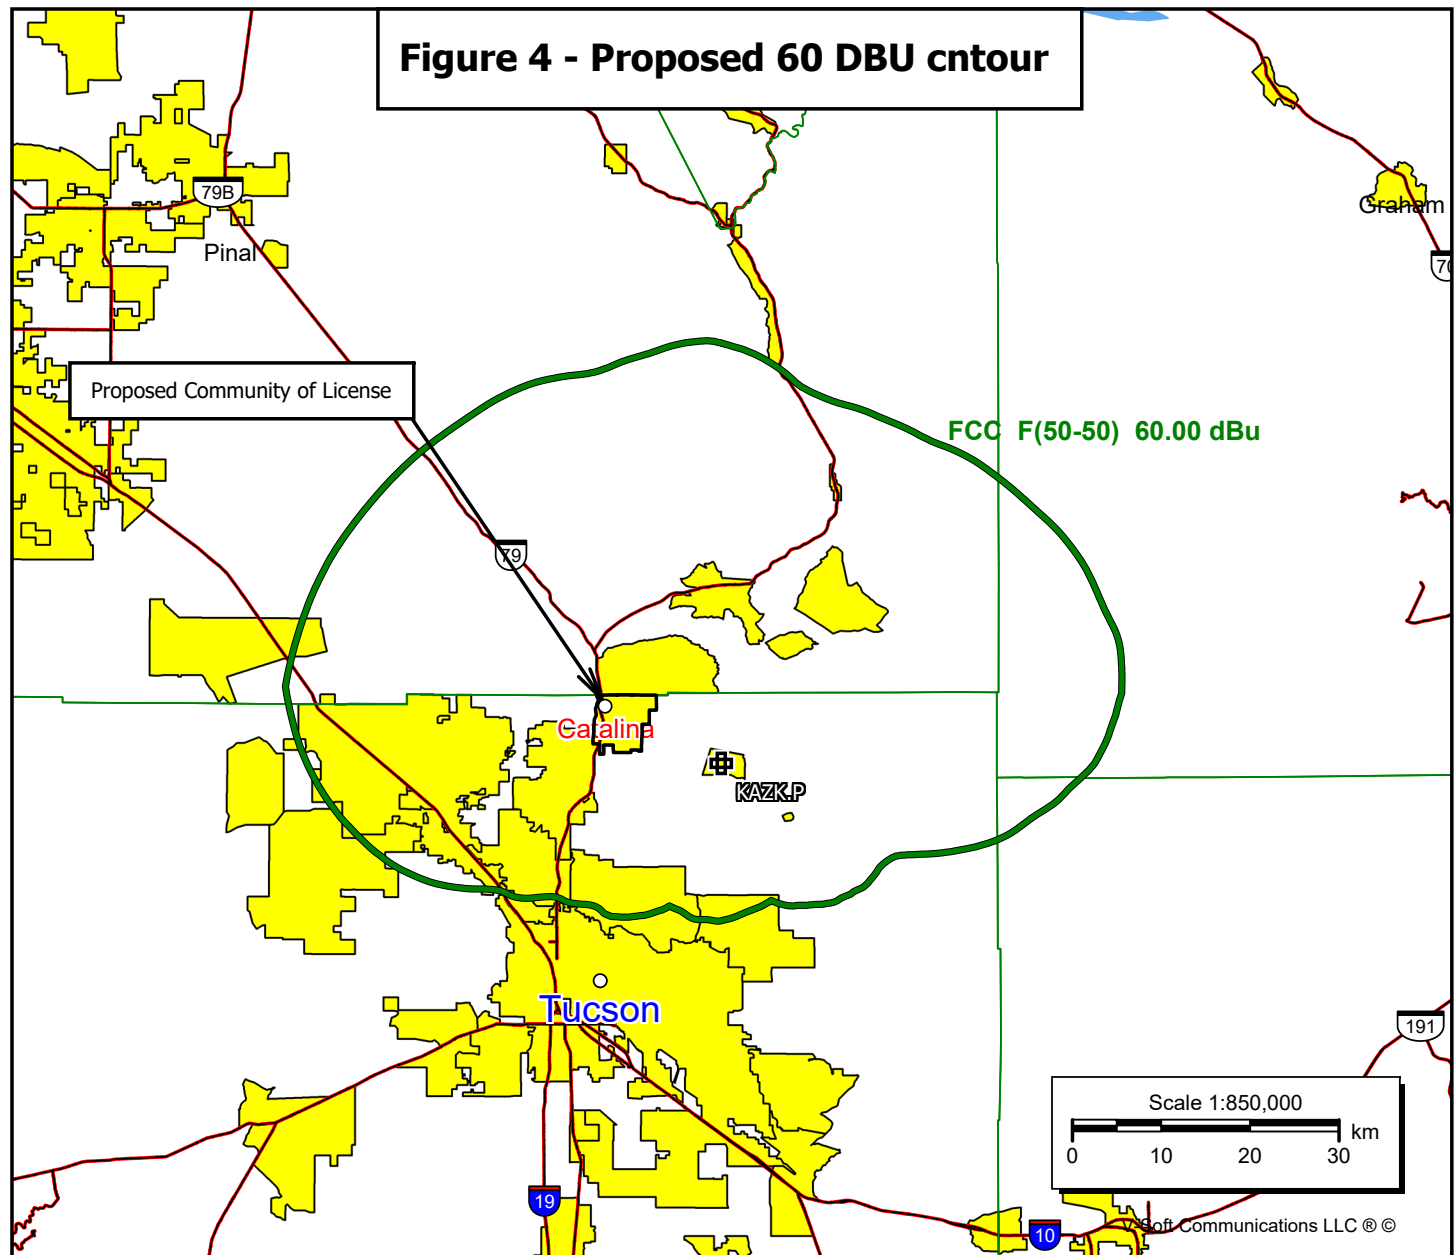 Figure 4 - Proposed 60 DBU cntour
79B
Graham
Pinal
70
Proposed Community of License
FCC F(50-50) 60.00 dBu
79
Catalina
KAZK.P
Tucson
191
Scale 1:850,000
km
0 10 20 30
19
10
V-Soft Communications LLC ® ©